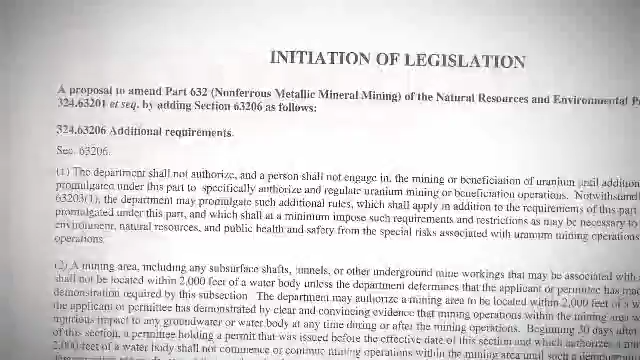 INITIATION OF LEGISLATION
A proposal to amend Part 632 (Nonferrous Metallic Mineral Mining) of the Natural Resources and Environmental
324.63201 et seq. by adding Section 63206 as follows:
324.63206 Additional requirements.
Sec. 63206.
(1) The department shall not authorize, and a person shall not engage in, the mining or beneficiation of uranium until
promulgated under this part to specifically authorize and regulate uranium mining or beneficiation operations.
63203(1), the department may promulgate such additional rules, which shall apply in addition to the requirements of this part
promulgated under this part, and which shall at a minimum impose such requirements and restrictions as may be necessary to
environment, natural resources, and public health and safety from the special risks associated with uranium mining operations
operations.
(2) A mining area, including any subsurface shafts, tunnels, or other underground mine workings that may be associated with
shall not be located within 2,000 feet of a water body unless the department determines that the applicant or permittee has
demonstration required by this subsection The department may authorize a mining area to be located within 2,000 feet of a
the applicant or permittee has demonstrated by clear and convincing evidence that mining operations within the mining area
injurious impact to any groundwater or water body at any time during or after the mining operations. Beginning 30 days after
of this section, a permittee holding a permit that was issued before the effective date of this section and which authorizes a
2,000 feet of a water body shall not commence or continue mining operations within the mining area until such a